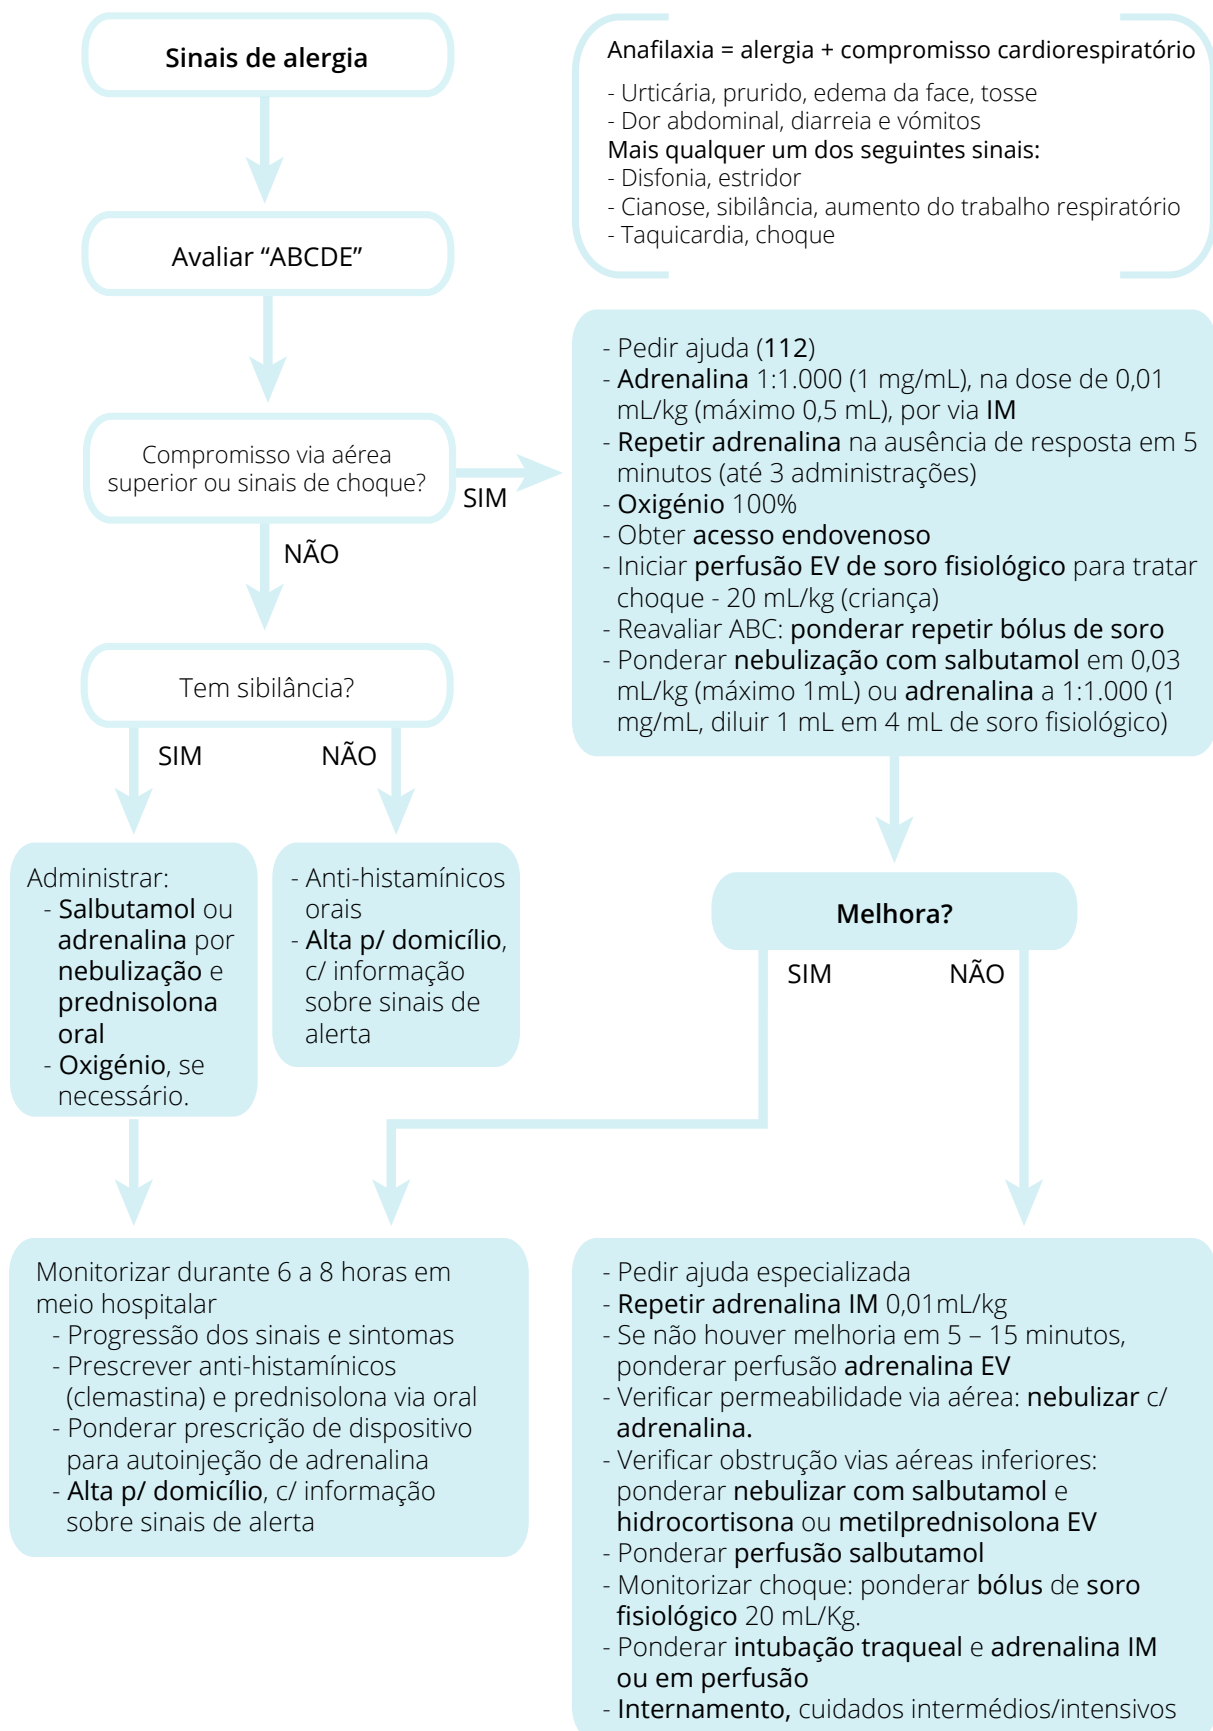 Sinais de alergia
Anafilaxia = alergia + compromisso cardiorespiratório
- Urticária, prurido, edema da face, tosse
- Dor abdominal, diarreia e vómitos
Mais qualquer um dos seguintes sinais:
- Disfonia, estridor
- Cianose, sibilância, aumento do trabalho respiratório
- Taquicardia, choque
Avaliar “ABCDE”
Compromisso via aérea
superior ou sinais de choque?
SIM
NÃO
- Pedir ajuda (112)
- Adrenalina 1:1.000 (1 mg/mL), na dose de 0,01
mL/kg (máximo 0,5 mL), por via IM
- Repetir adrenalina na ausência de resposta em 5
minutos (até 3 administrações)
- Oxigénio 100%
- Obter acesso endovenoso
- Iniciar perfusão EV de soro fisiológico para tratar
choque - 20 mL/kg (criança)
- Reavaliar ABC: ponderar repetir bólus de soro
- Ponderar nebulização com salbutamol em 0,03
mL/kg (máximo 1mL) ou adrenalina a 1:1.000 (1
mg/mL, diluir 1 mL em 4 mL de soro fisiológico)
Tem sibilância?
SIM
NÃO
Administrar:
- Salbutamol ou
adrenalina por
nebulização e
prednisolona
oral
- Oxigénio, se
necessário.
- Anti-histamínicos
orais
- Alta p/ domicílio,
c/ informação
sobre sinais de
alerta
Melhora?
SIM
NÃO
Monitorizar durante 6 a 8 horas em
meio hospitalar
- Progressão dos sinais e sintomas
- Prescrever anti-histamínicos
(clemastina) e prednisolona via oral
- Ponderar prescrição de dispositivo
para autoinjeção de adrenalina
- Alta p/ domicílio, c/ informação
sobre sinais de alerta
- Pedir ajuda especializada
- Repetir adrenalina IM 0,01mL/kg
- Se não houver melhoria em 5 – 15 minutos,
ponderar perfusão adrenalina EV
- Verificar permeabilidade via aérea: nebulizar c/
adrenalina.
- Verificar obstrução vias aéreas inferiores:
ponderar nebulizar com salbutamol e
hidrocortisona ou metilprednisolona EV
- Ponderar perfusão salbutamol
- Monitorizar choque: ponderar bólus de soro
fisiológico 20 mL/Kg.
- Ponderar intubação traqueal e adrenalina IM
ou em perfusão
- Internamento, cuidados intermédios/intensivos